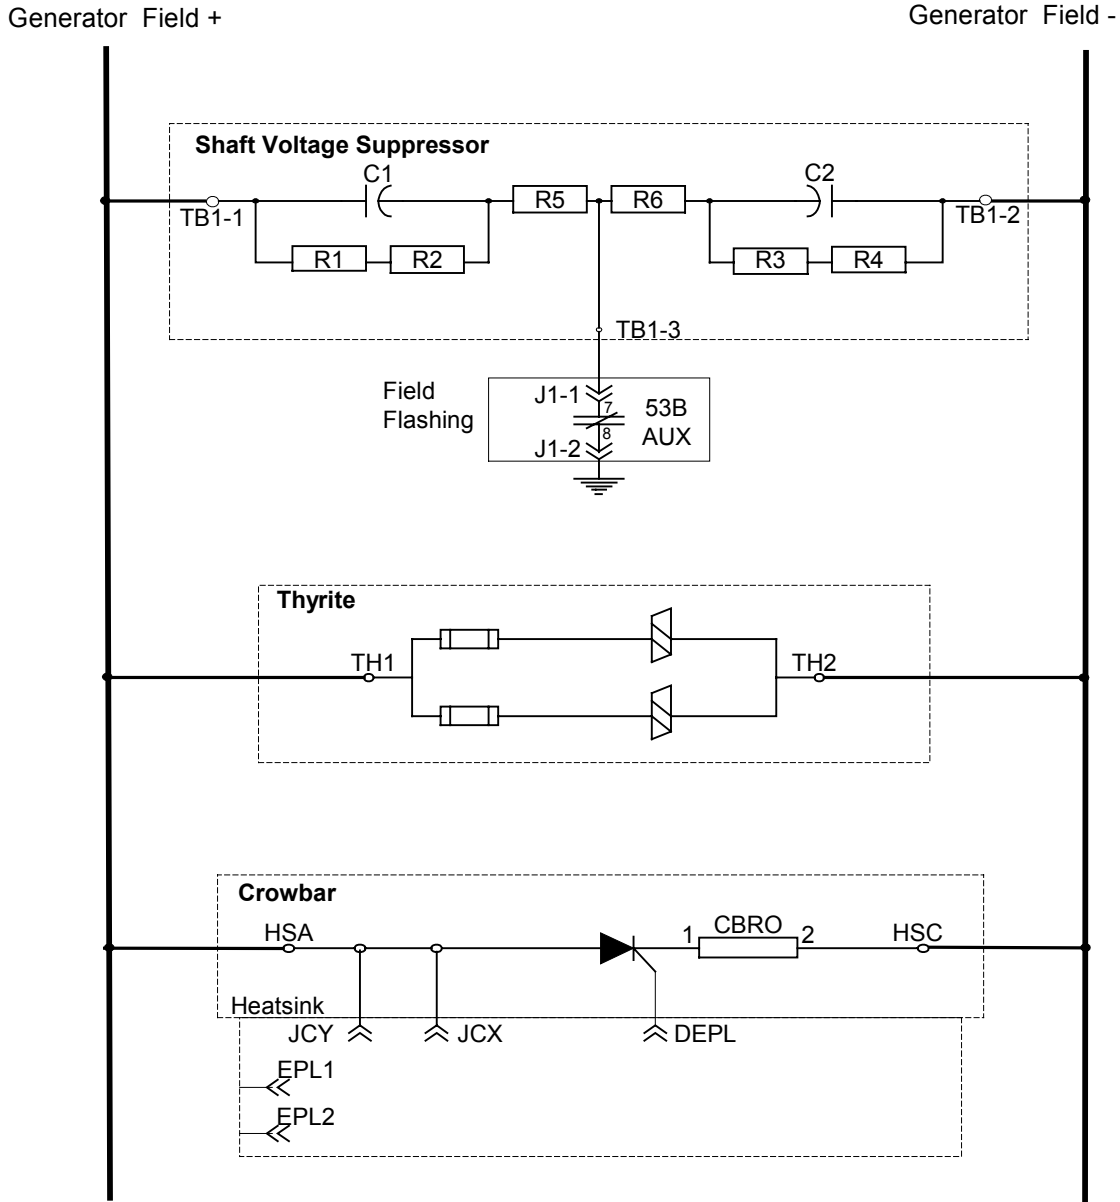 Generator Field +
Generator Field -
Shaft Voltage Suppressor
C1
C2
R5
R6
TB1-1
TB1-2
R1
R2
R3
R4
TB1-3
Field
Flashing
J1-1
7
53B
8
AUX
J1-2
Thyrite
TH1
TH2
Crowbar
HSA
1
CBRO
2
HSC
Heatsink
JCY
JCX
DEPL
EPL1
EPL2